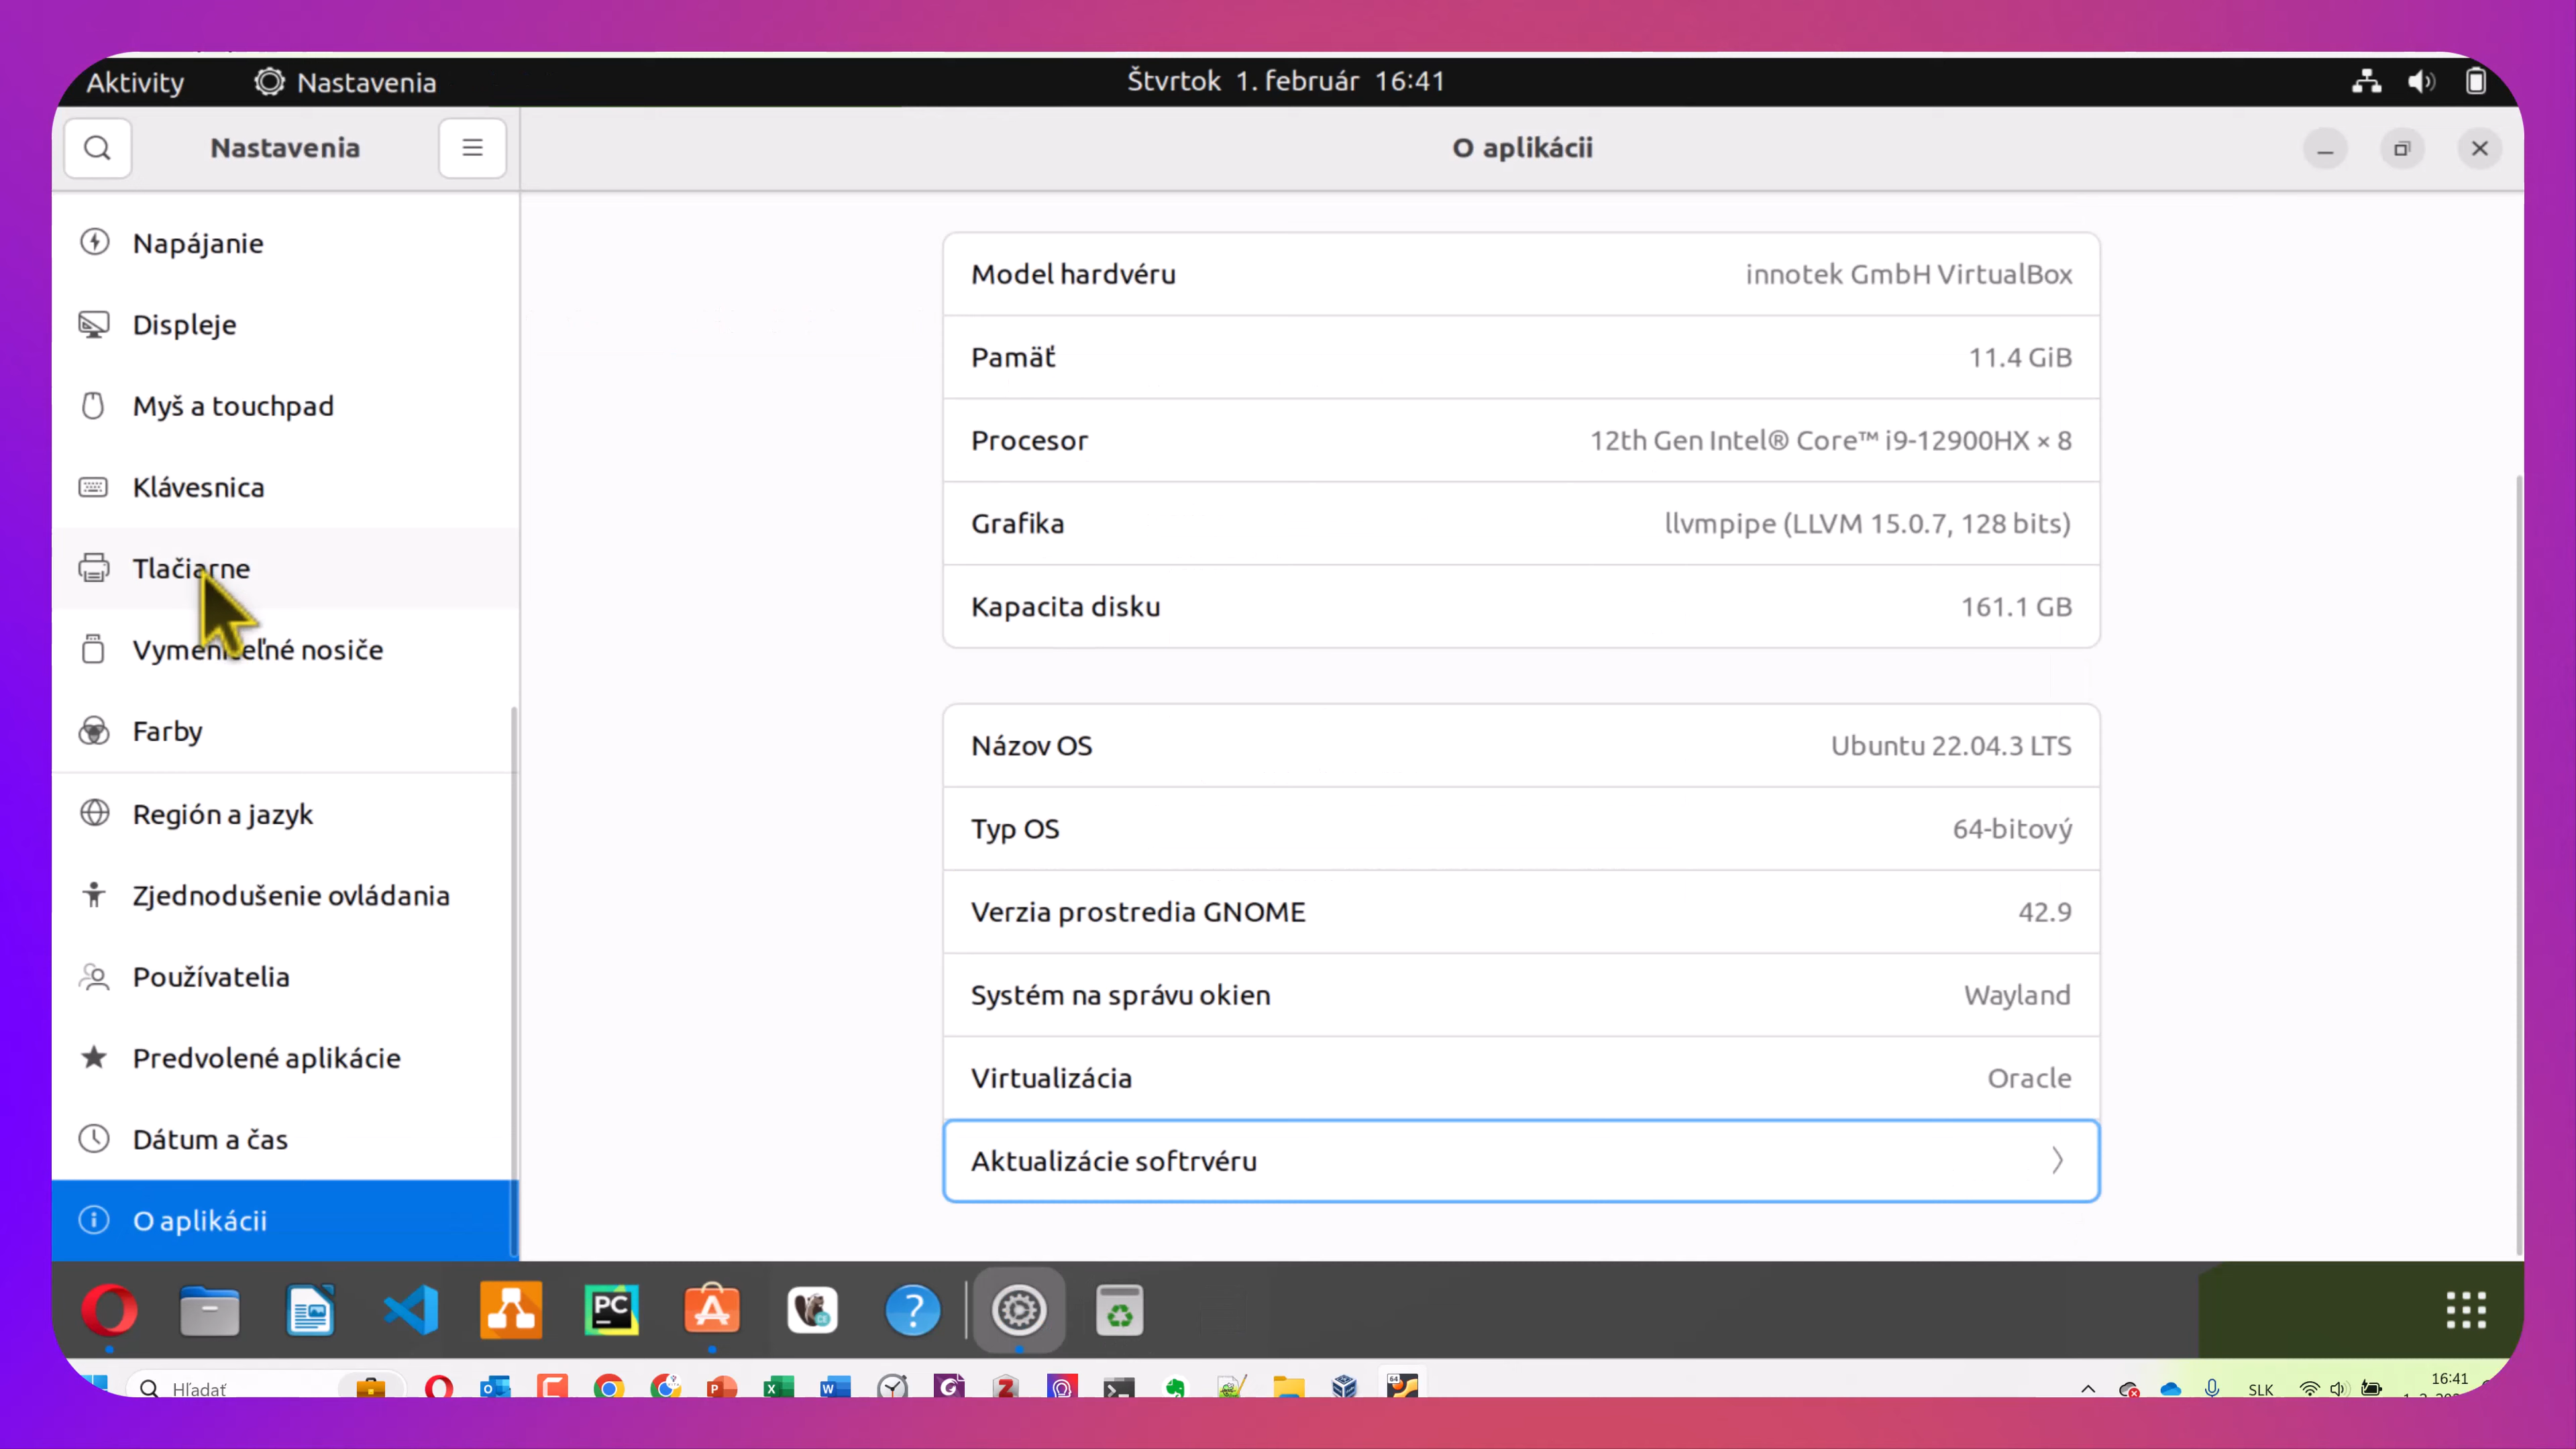 Aktivity
Nastavenia
Štvrtok 1. február 16:41
Nastavenia
O aplikácii
Napájanie
Displeje
Myš a touchpad
Klávesnica
Tlačiarne
Vymeniteľné nosiče
Farby
Región a jazyk
Zjednodušenie ovládania
Používatelia
Predvolené aplikácie
Dátum a čas
O aplikácii
Model hardvéru innotek GmbH VirtualBox
Pamäť 11.4 GiB
Procesor 12th Gen Intel® Core™ i9-12900HX × 8
Grafika llvmpipe (LLVM 15.0.7, 128 bits)
Kapacita disku 161.1 GB
Názov OS Ubuntu 22.04.3 LTS
Typ OS 64-bitový
Verzia prostredia GNOME 42.9
Systém na správu okien Wayland
Virtualizácia Oracle
Aktualizácie softrvéru
PC
Hľadať
SLK
16:41